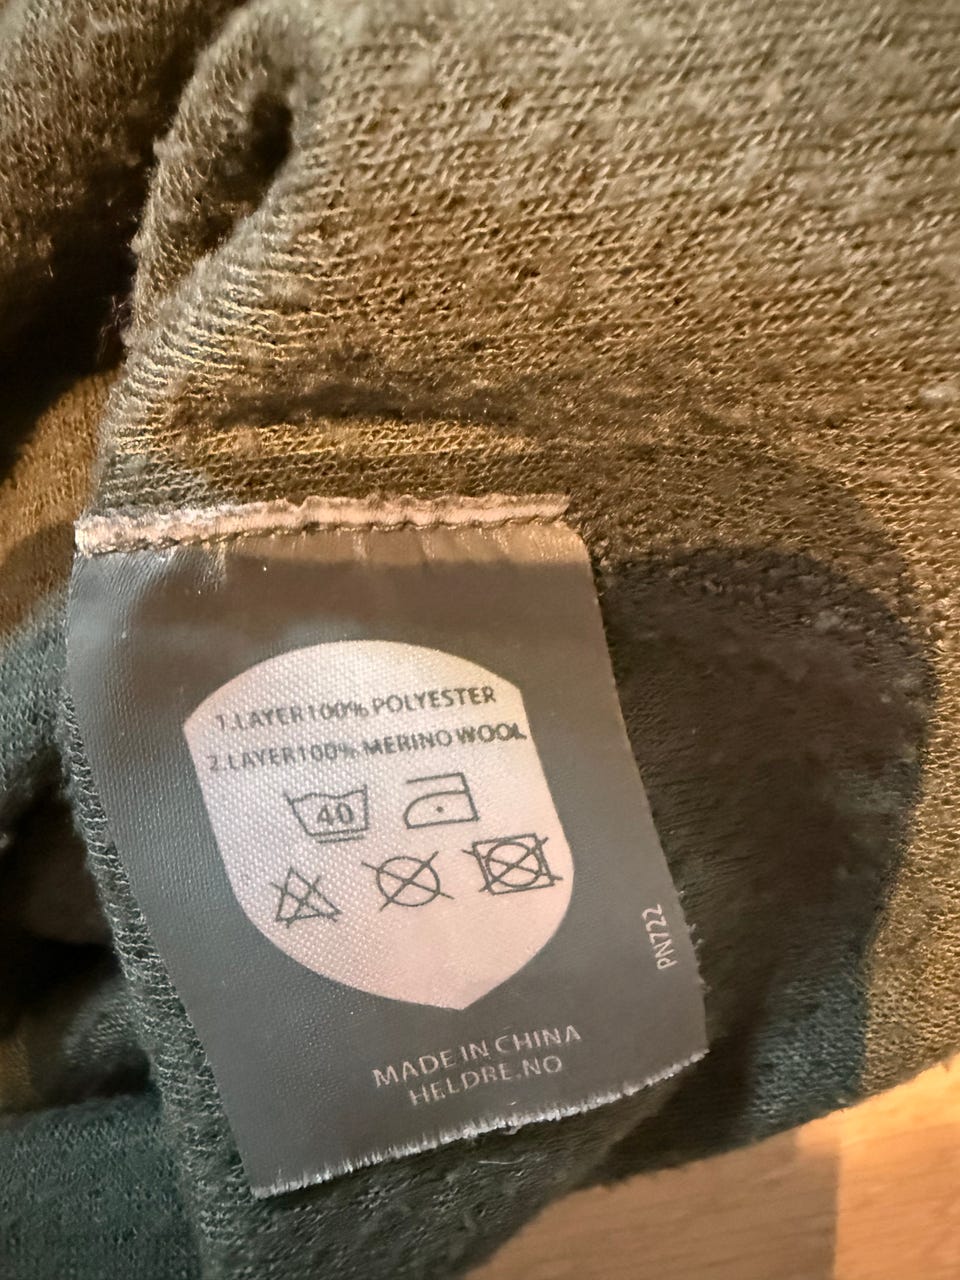 1.LAYER100% POLYESTER
2.LAYER100% MERINO WOOL
40
PN722
MADE IN CHINA
HELDRE.NO